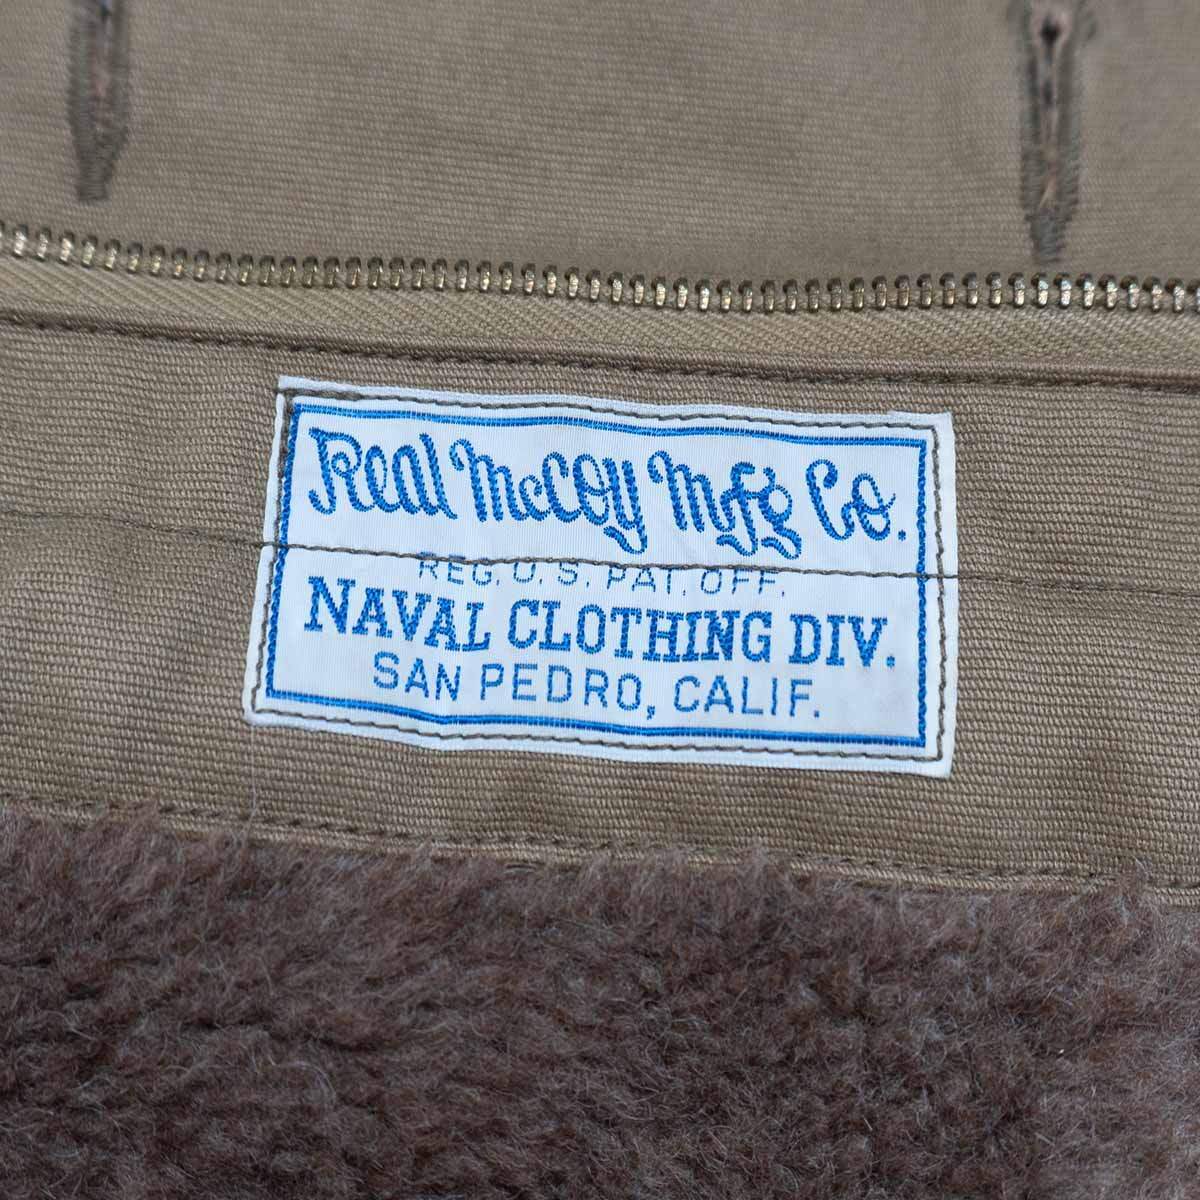 Real McCoy Mfg Co.
REG. U. S. PAT. OFF.
NAVAL CLOTHING DIV.
SAN PEDRO, CALIF.